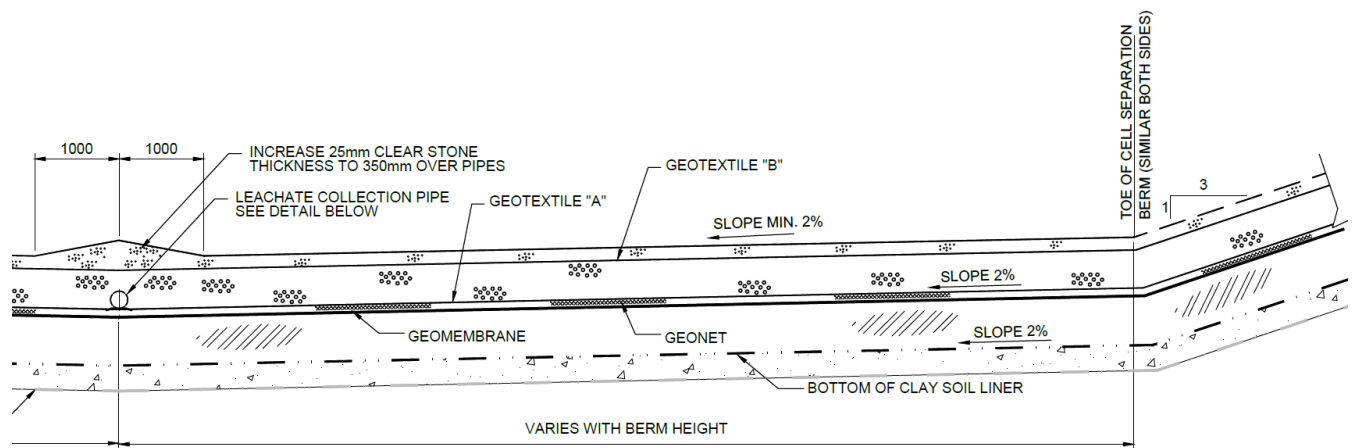 1000
1000
INCREASE 25mm CLEAR STONE
THICKNESS TO 350mm OVER PIPES
LEACHATE COLLECTION PIPE
SEE DETAIL BELOW
GEOTEXTILE "A"
GEOTEXTILE "B"
SLOPE MIN. 2%
TOE OF CELL SEPARATION
BERM (SIMILAR BOTH SIDES)
3
1
SLOPE 2%
GEOMEMBRANE
GEONET
SLOPE 2%
BOTTOM OF CLAY SOIL LINER
VARIES WITH BERM HEIGHT